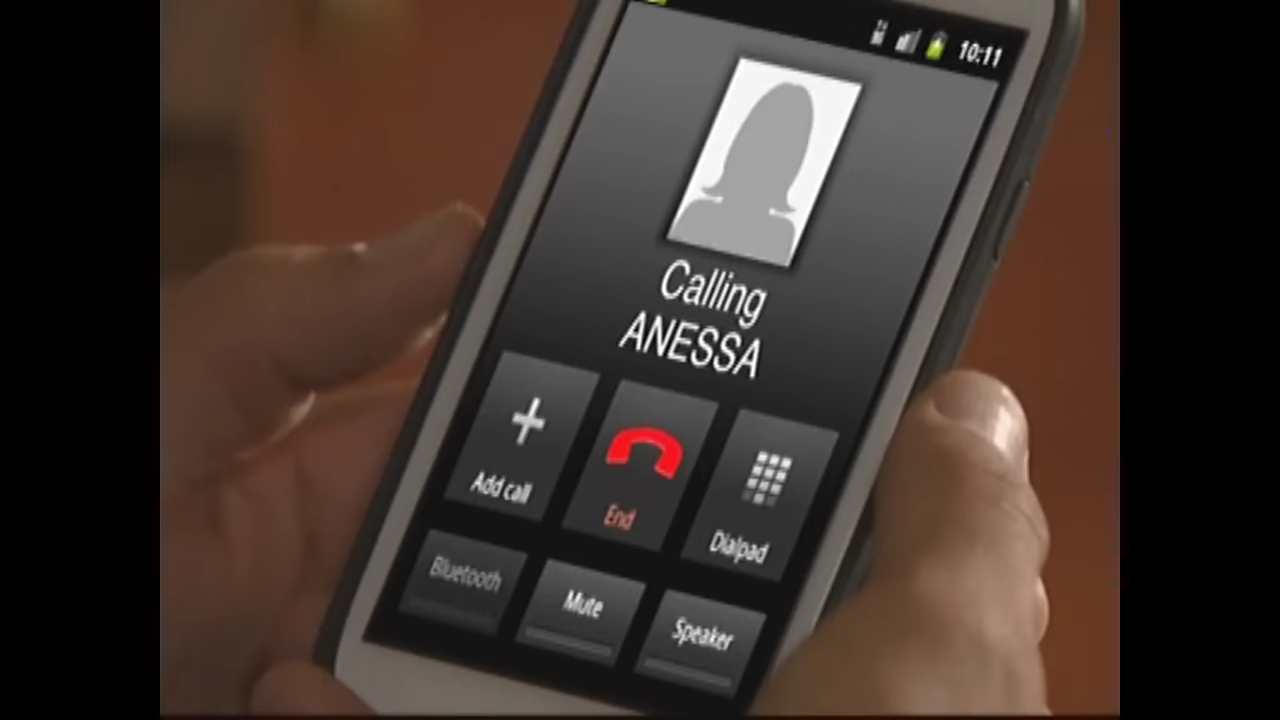 10:11
Calling
ANESSA
Add call
End
Dialpad
Bluetooth
Mute
Speaker